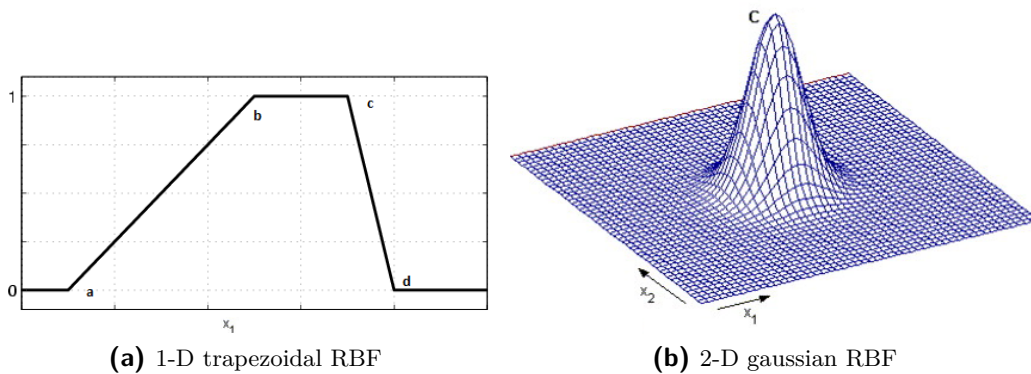 1
b
c
0
a
d
x₁
C
x₂
x₁
(a) 1-D trapezoidal RBF
(b) 2-D gaussian RBF